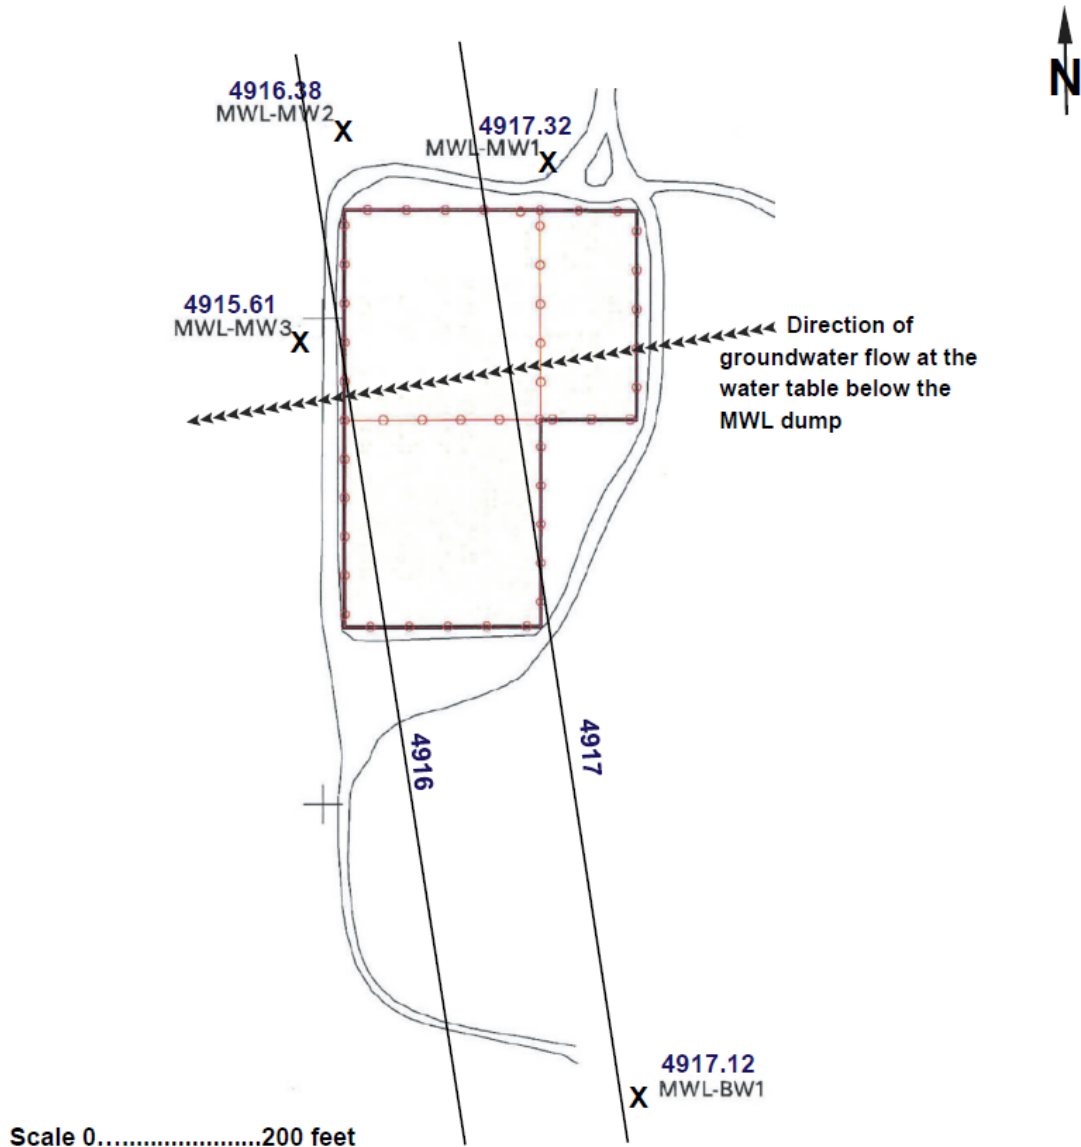 N
4916.38
MWL-MW2
X
4917.32
MWL-MW1
X
4915.61
MWL-MW3
X
Direction of
groundwater flow at the
water table below the
MWL dump
4916
4917
4917.12
X MWL-BW1
Scale 0........................200 feet